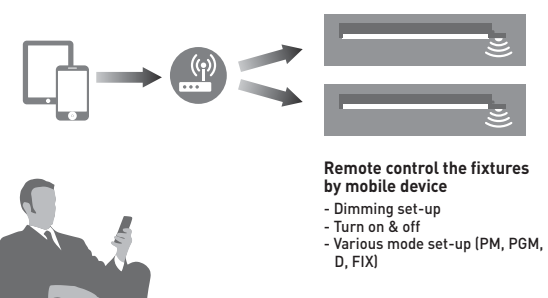 Remote control the fixtures
by mobile device
- Dimming set-up
- Turn on & off
- Various mode set-up (PM, PGM,
D, FIX)